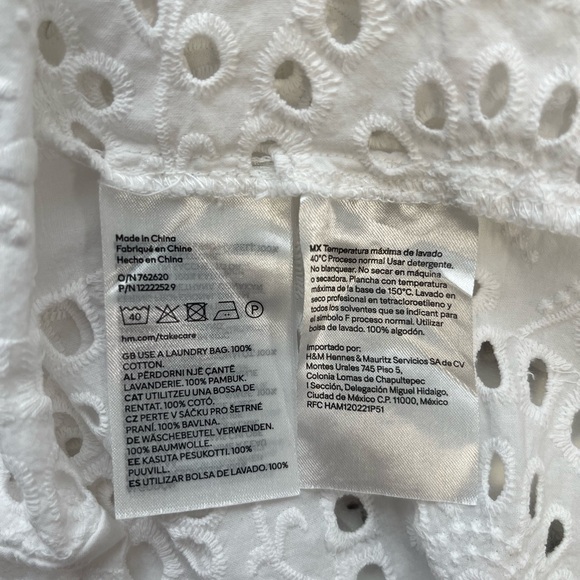 Made in China
Fabriqué en Chine
Hecho en China
O/N 762620
P/N 12222529
40
P
hm.com/takecare
GB USE A LAUNDRY BAG. 100%
COTTON.
AL PËRDORNI NJË ÇANTË
LAVANDERIE. 100% PAMBUK.
CAT UTILITZEU UNA BOSSA DE
RENTAT. 100% COTÓ.
CZ PERTE V SÁČKU PRO ŠETRNÉ
PRANÍ. 100% BAVLNA.
DE WÄSCHEBEUTEL VERWENDEN.
100% BAUMWOLLE.
EE KASUTA PESUKOTTI. 100%
PUUVILL.
ES UTILIZAR BOLSA DE LAVADO. 100%
MX Temperatura máxima de lavado
40°C Proceso normal Usar detergente.
No blanquear. No secar en máquina
o secadora. Plancha con temperatura
máxima de la base de 150°C. Lavado en
seco profesional en tetracloroetileno y
todos los solventes que se indican para
el símbolo F proceso normal. Utilizar
bolsa de lavado. 100% algodón.
Importado por:
H&M Hennes & Mauritz Servicios SA de CV
Montes Urales 745 Piso 5,
Colonia Lomas de Chapultepec
I Sección, Delegación Miguel Hidalgo,
Ciudad de México C.P. 11000, México
RFC HAM120221P51